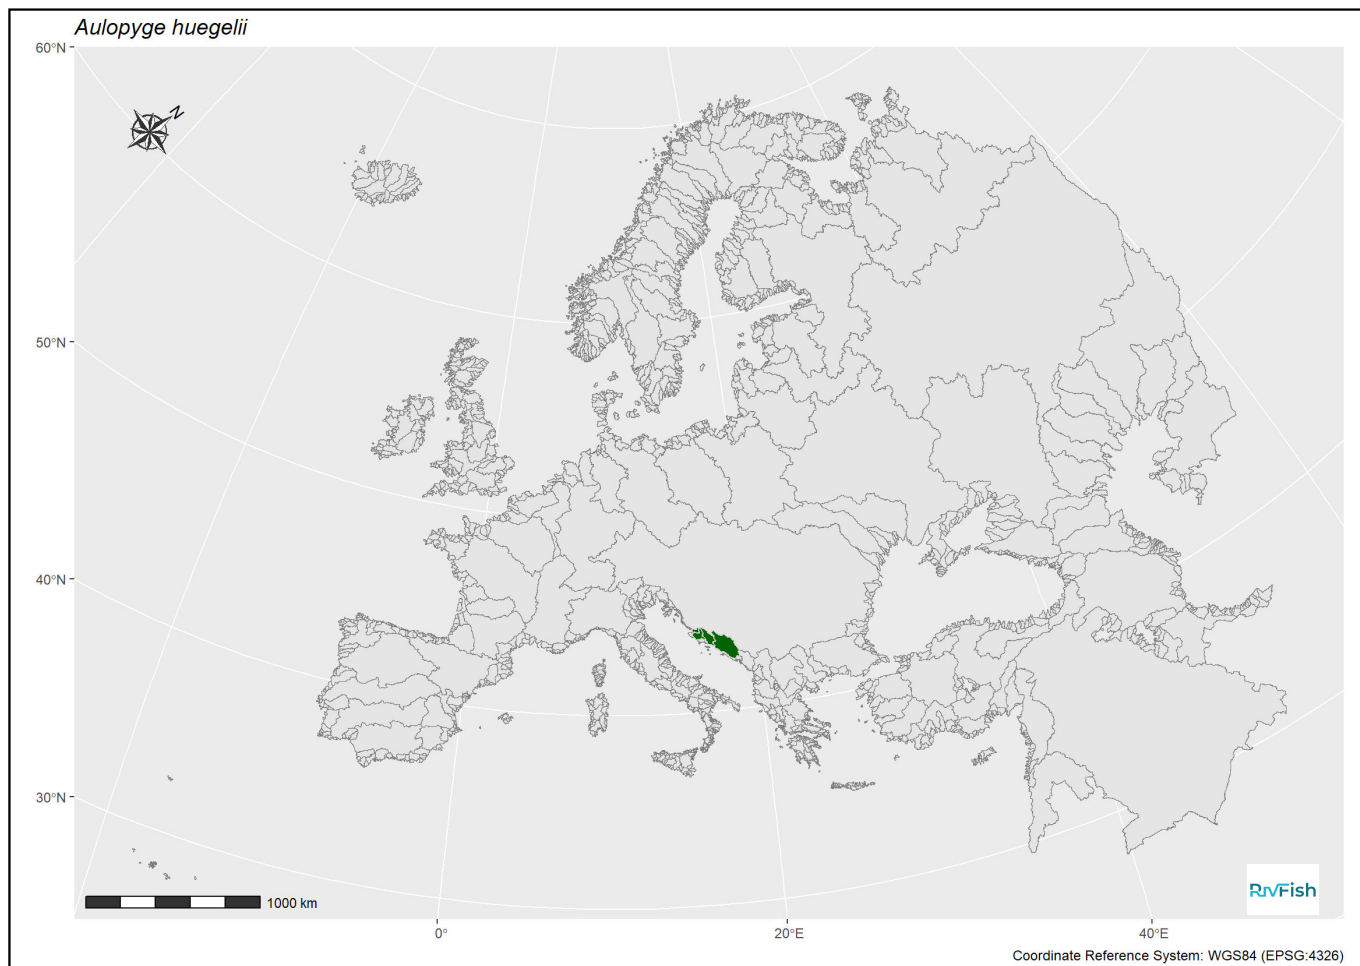 Aulopyge huegelii
60°N
N
50°N
40°N
30°N
1000 km
RivFish
0°
20°E
40°E
Coordinate Reference System: WGS84 (EPSG:4326)